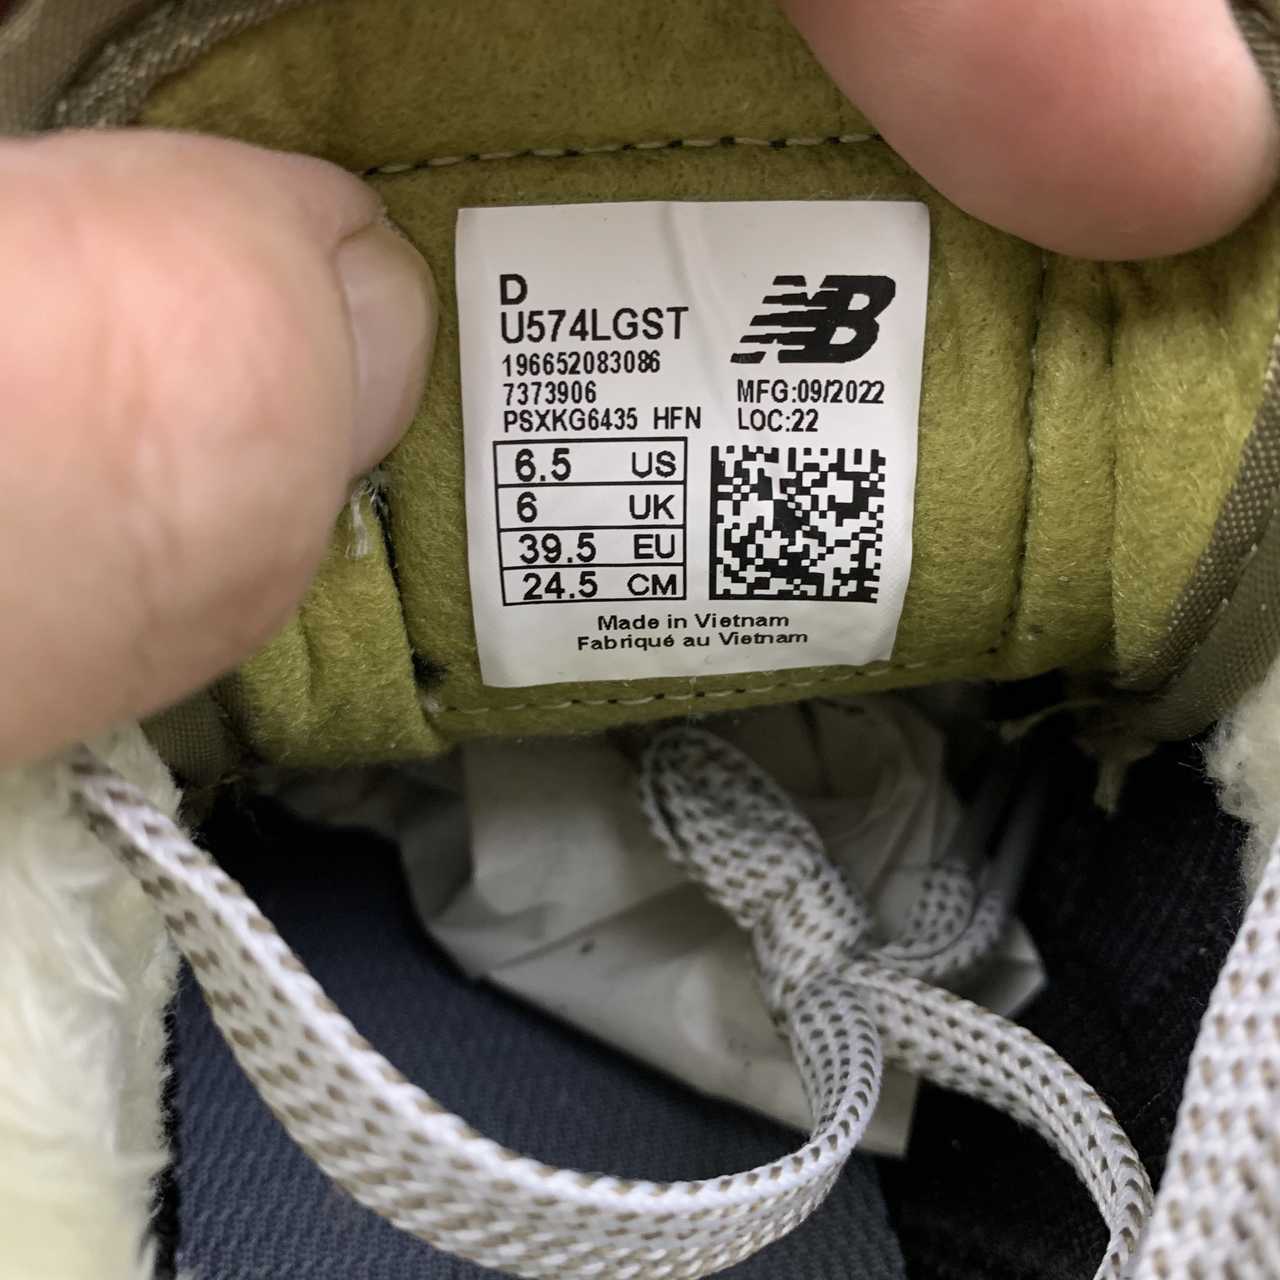 D
U574LGST
NB
196652083086
7373906
MFG:09/2022
PSXKG6435 HFN
LOC:22
6.5 US
6 UK
39.5 EU
24.5 CM
Made in Vietnam
Fabriqué au Vietnam